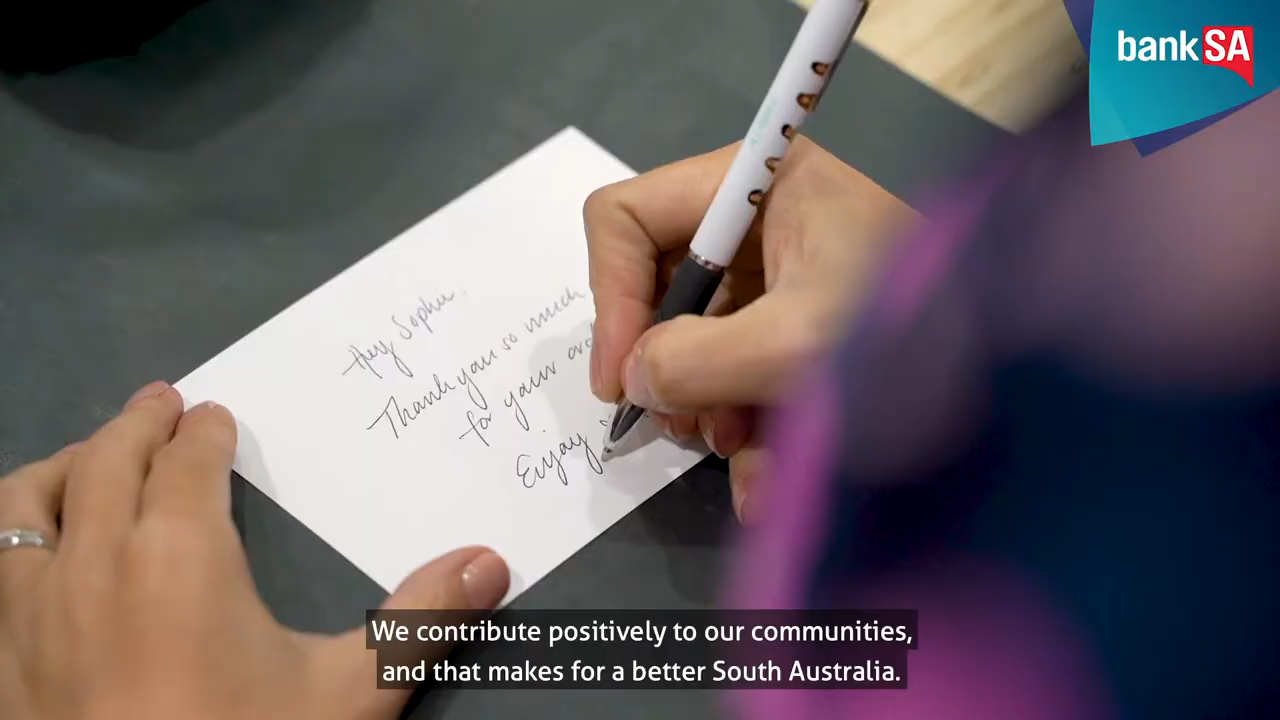 bankSA
Hey Sophie.
Thank you so much
for your
Enjoy
We contribute positively to our communities,
and that makes for a better South Australia.